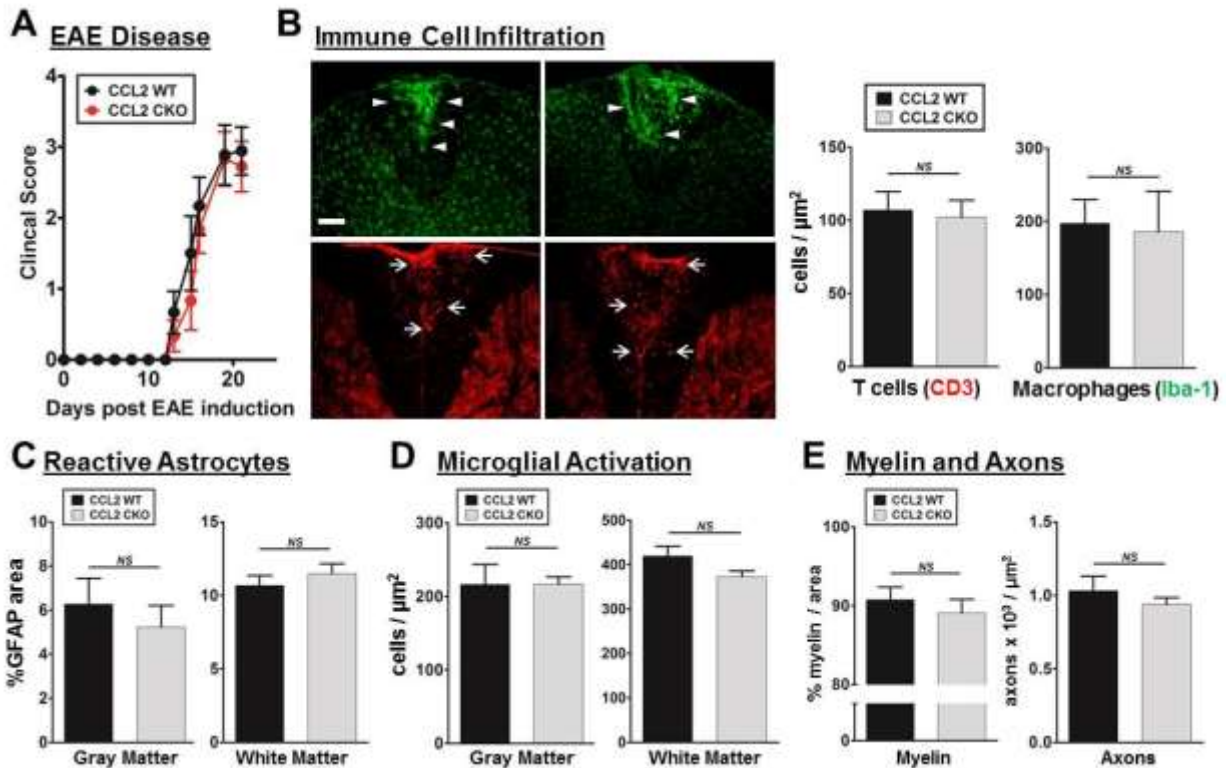 A EAE Disease
CCL2 WT
CCL2 CKO
Clincal Score
4
3
2
1
0
0 10 20
Days post EAE induction
B Immune Cell Infiltration
CCL2 WT
CCL2 CKO
cells / µm²
150
100
50
0
NS
T cells (CD3)
300
200
100
0
NS
Macrophages (Iba-1)
C Reactive Astrocytes
CCL2 WT
CCL2 CKO
%GFAP area
10
8
6
4
2
0
NS
Gray Matter
15
10
5
0
NS
White Matter
D Microglial Activation
CCL2 WT
CCL2 CKO
cells / µm²
300
200
100
0
NS
Gray Matter
500
400
300
200
100
0
NS
White Matter
E Myelin and Axons
CCL2 WT
CCL2 CKO
% myelin / area
100
90
80
0
NS
Myelin
axons x 10³ / µm²
1.5
1.0
0.5
0.0
NS
Axons